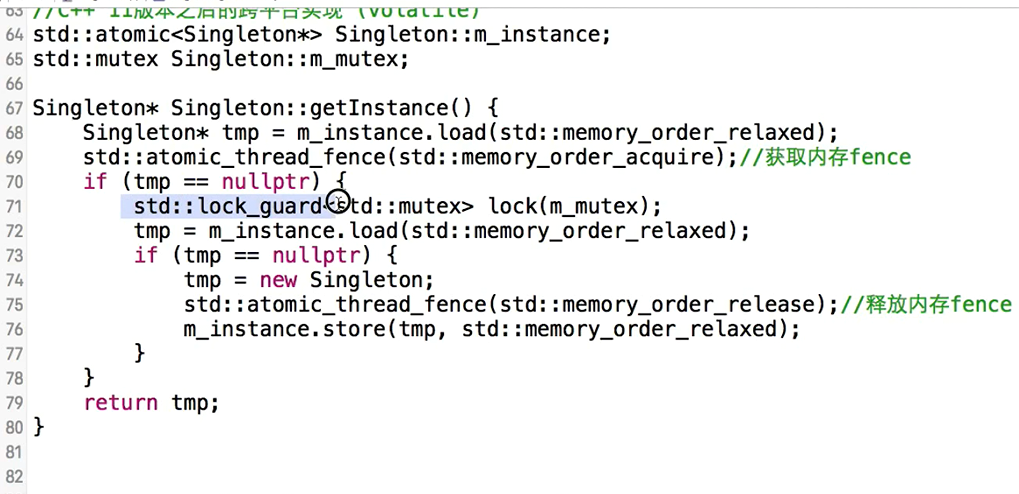 63 //C++ 11版本之后的跨平台实现 (volatile)
64 std::atomic<Singleton*> Singleton::m_instance;
65 std::mutex Singleton::m_mutex;
66
67 Singleton* Singleton::getInstance() {
68     Singleton* tmp = m_instance.load(std::memory_order_relaxed);
69     std::atomic_thread_fence(std::memory_order_acquire);//获取内存fence
70     if (tmp == nullptr) {
71         std::lock_guard<std::mutex> lock(m_mutex);
72         tmp = m_instance.load(std::memory_order_relaxed);
73         if (tmp == nullptr) {
74             tmp = new Singleton;
75             std::atomic_thread_fence(std::memory_order_release);//释放内存fence
76             m_instance.store(tmp, std::memory_order_relaxed);
77         }
78     }
79     return tmp;
80 }
81
82